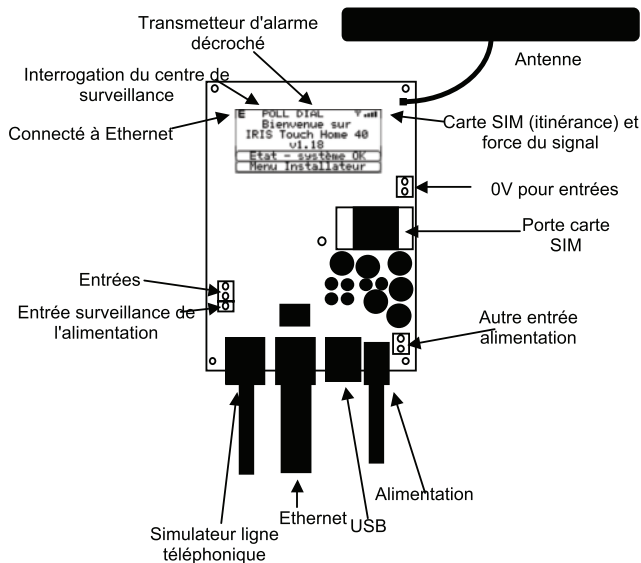 Transmetteur d'alarme
décroché
Antenne
Interrogation du centre de
surveillance
Connecté à Ethernet
Carte SIM (itinérance) et
force du signal
E POLL DIAL
Bienvenue sur
IRIS Touch Home 40
v1.18
Etat - système OK
Menu Installateur
0V pour entrées
Porte carte
SIM
Entrées
Entrée surveillance de
l'alimentation
Autre entrée
alimentation
Alimentation
Ethernet
USB
Simulateur ligne
téléphonique